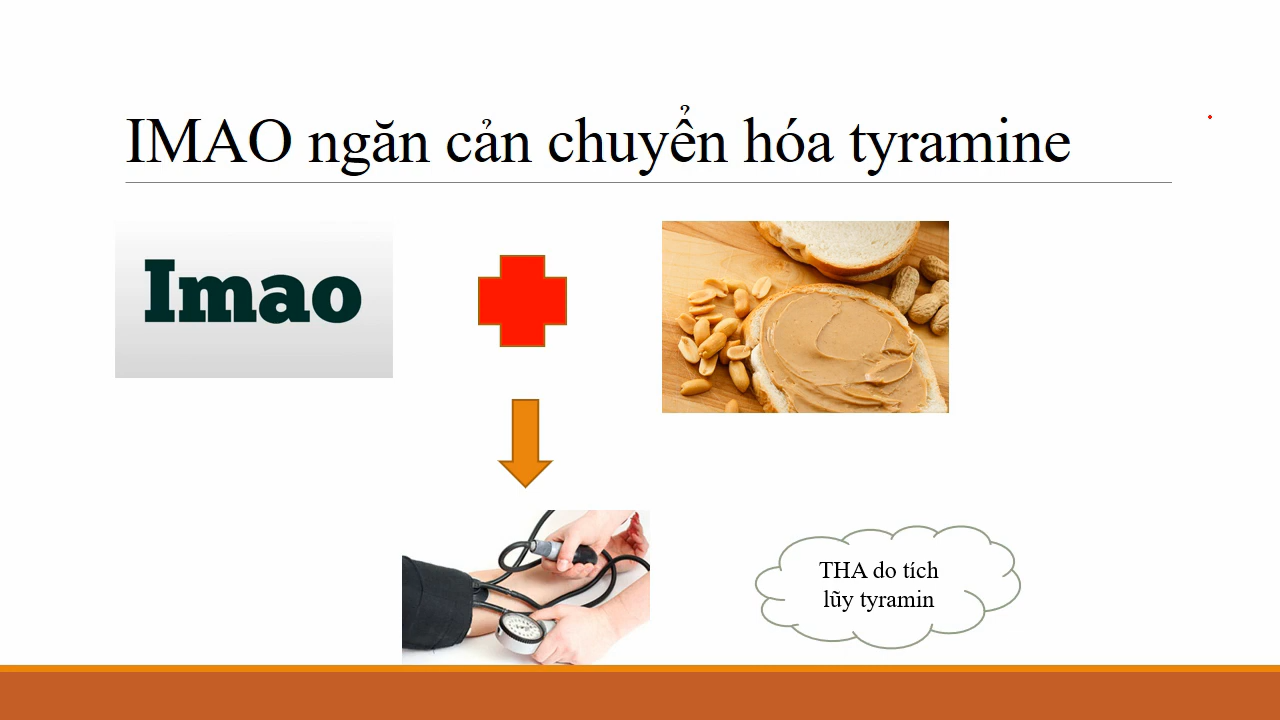 IMAO ngăn cản chuyển hóa tyramine
Imao
THA do tích
lũy tyramin